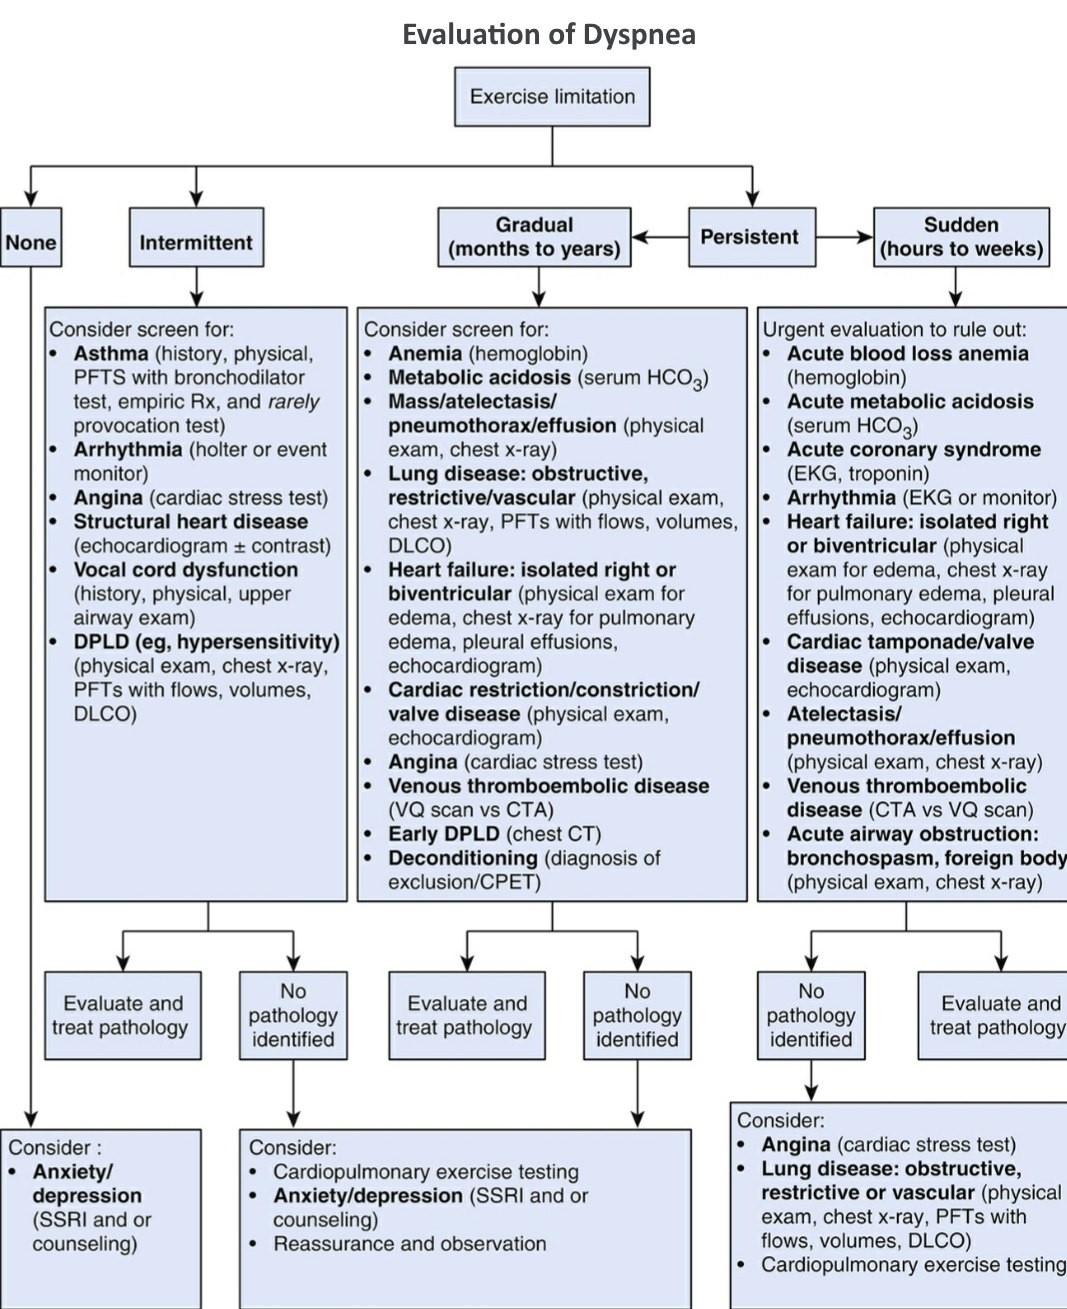 Evaluation of Dyspnea
Exercise limitation
None
Intermittent
Gradual
(months to years)
Persistent
Sudden
(hours to weeks)
Consider screen for:
• Asthma (history, physical,
PFTS with bronchodilator
test, empiric Rx, and rarely
provocation test)
• Arrhythmia (holter or event
monitor)
• Angina (cardiac stress test)
• Structural heart disease
(echocardiogram ± contrast)
• Vocal cord dysfunction
(history, physical, upper
airway exam)
• DPLD (eg, hypersensitivity)
(physical exam, chest x-ray,
PFTs with flows, volumes,
DLCO)
Consider screen for:
• Anemia (hemoglobin)
• Metabolic acidosis (serum HCO3)
• Mass/atelectasis/
pneumothorax/effusion (physical
exam, chest x-ray)
• Lung disease: obstructive,
restrictive/vascular (physical exam,
chest x-ray, PFTs with flows, volumes,
DLCO)
• Heart failure: isolated right or
biventricular (physical exam for
edema, chest x-ray for pulmonary
edema, pleural effusions,
echocardiogram)
• Cardiac restriction/constriction/
valve disease (physical exam,
echocardiogram)
• Angina (cardiac stress test)
• Venous thromboembolic disease
(VQ scan vs CTA)
• Early DPLD (chest CT)
• Deconditioning (diagnosis of
exclusion/CPET)
Urgent evaluation to rule out:
• Acute blood loss anemia
(hemoglobin)
• Acute metabolic acidosis
(serum HCO3)
• Acute coronary syndrome
(EKG, troponin)
• Arrhythmia (EKG or monitor)
• Heart failure: isolated right
or biventricular (physical
exam for edema, chest x-ray
for pulmonary edema, pleural
effusions, echocardiogram)
• Cardiac tamponade/valve
disease (physical exam,
echocardiogram)
• Atelectasis/
pneumothorax/effusion
(physical exam, chest x-ray)
• Venous thromboembolic
disease (CTA vs VQ scan)
• Acute airway obstruction:
bronchospasm, foreign body
(physical exam, chest x-ray)
Evaluate and
treat pathology
No
pathology
identified
Evaluate and
treat pathology
No
pathology
identified
No
pathology
identified
Evaluate and
treat pathology
Consider :
• Anxiety/
depression
(SSRI and or
counseling)
Consider:
• Cardiopulmonary exercise testing
• Anxiety/depression (SSRI and or
counseling)
• Reassurance and observation
Consider:
• Angina (cardiac stress test)
• Lung disease: obstructive,
restrictive or vascular (physical
exam, chest x-ray, PFTs with
flows, volumes, DLCO)
• Cardiopulmonary exercise testing